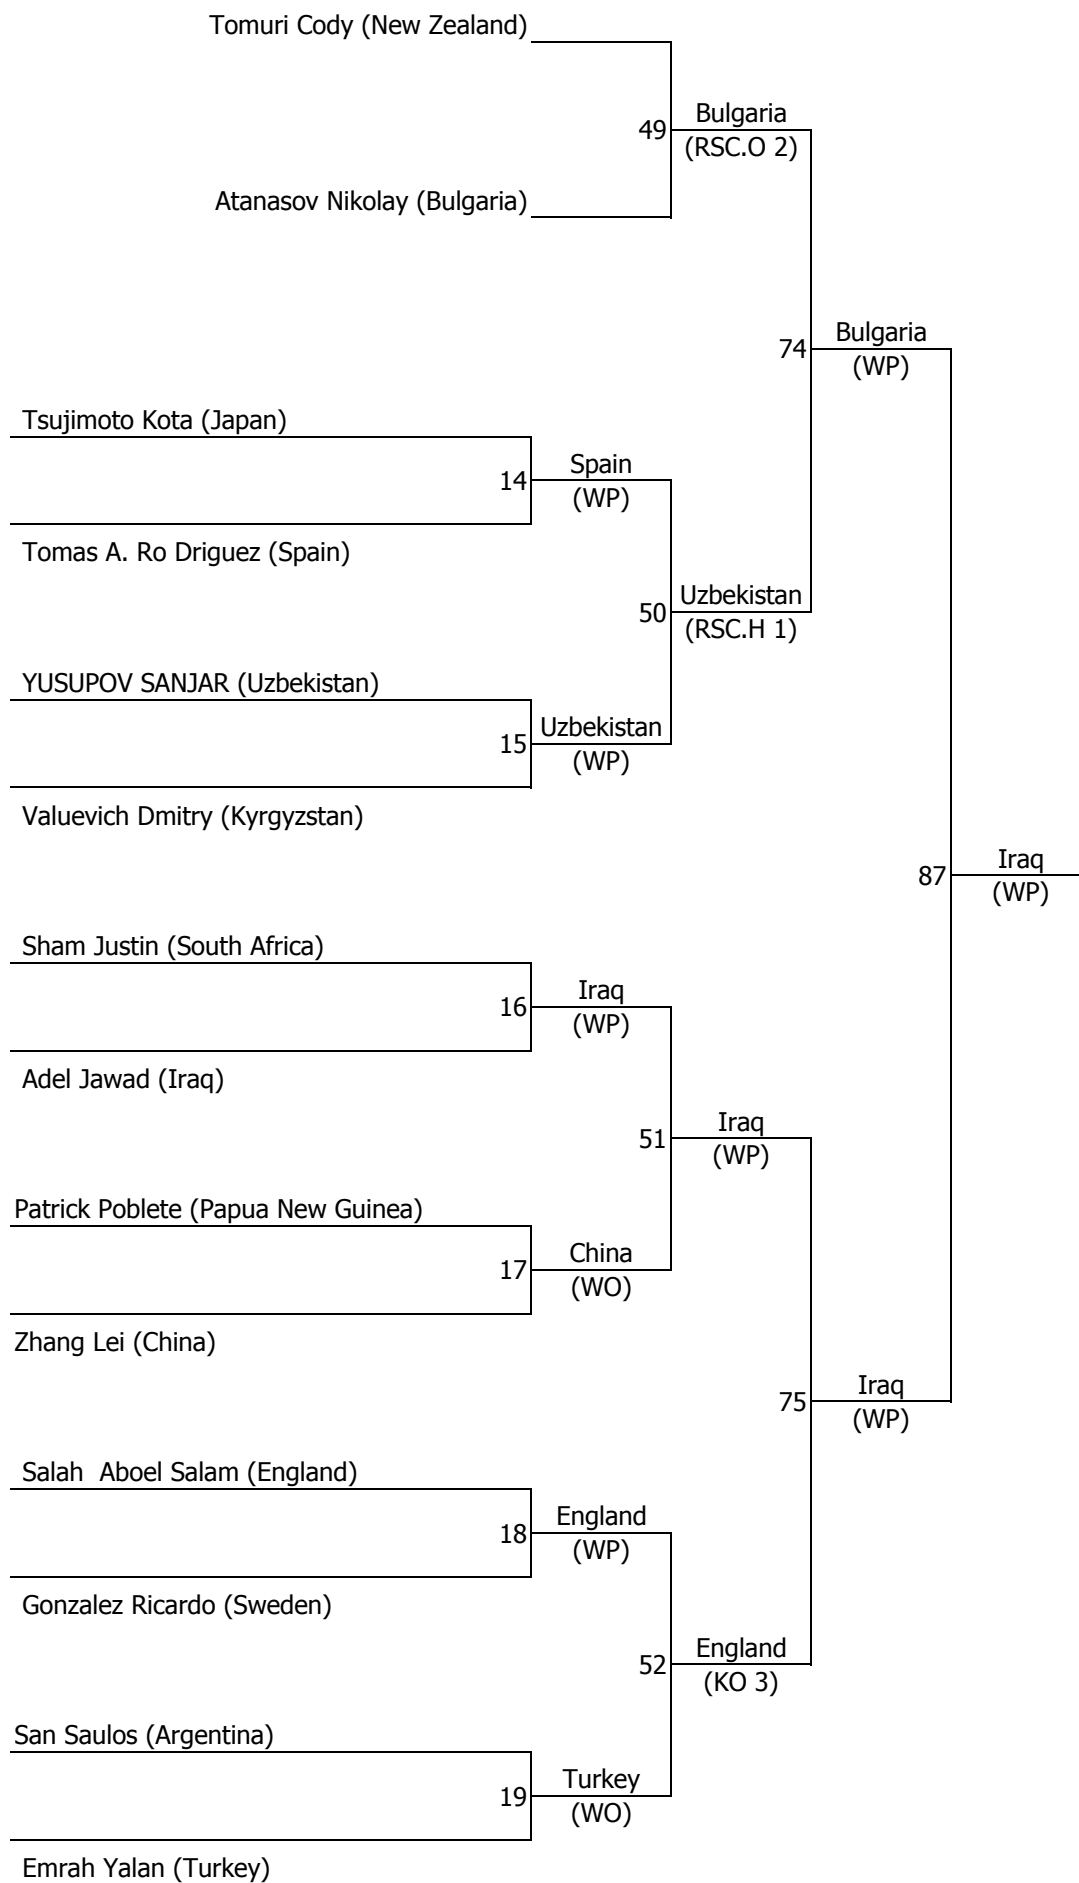 Tomuri Cody (New Zealand)
49
Bulgaria
(RSC.O 2)
Atanasov Nikolay (Bulgaria)
74
Bulgaria
(WP)
Tsujimoto Kota (Japan)
14
Spain
(WP)
Tomas A. Ro Driguez (Spain)
50
Uzbekistan
(RSC.H 1)
YUSUPOV SANJAR (Uzbekistan)
15
Uzbekistan
(WP)
Valuevich Dmitry (Kyrgyzstan)
87
Iraq
(WP)
Sham Justin (South Africa)
16
Iraq
(WP)
Adel Jawad (Iraq)
51
Iraq
(WP)
Patrick Poblete (Papua New Guinea)
17
China
(WO)
Zhang Lei (China)
75
Iraq
(WP)
Salah  Aboel Salam (England)
18
England
(WP)
Gonzalez Ricardo (Sweden)
52
England
(KO 3)
San Saulos (Argentina)
19
Turkey
(WO)
Emrah Yalan (Turkey)